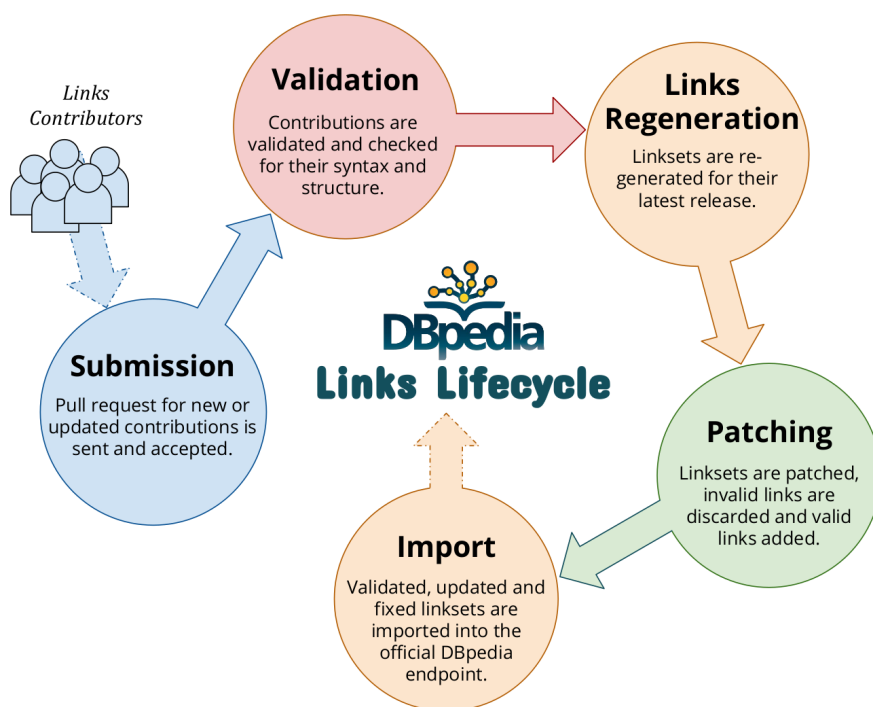 Links
Contributors
Validation
Contributions are
validated and checked
for their syntax and
structure.
Links
Regeneration
Linksets are re-
generated for their
latest release.
Submission
Pull request for new or
updated contributions is
sent and accepted.
DBpedia
Links Lifecycle
Patching
Linksets are patched,
invalid links are
discarded and valid
links added.
Import
Validated, updated and
fixed linksets are
imported into the
official DBpedia
endpoint.